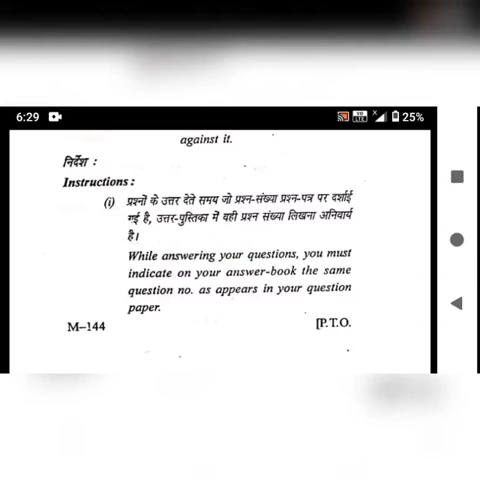 6:29
VO
LTE
25%
against it.
निर्देश :
Instructions :
(i) प्रश्नों के उत्तर देते समय जो प्रश्न-संख्या प्रश्न-पत्र पर दर्शाई
गई है, उत्तर-पुस्तिका में वही प्रश्न संख्या लिखना अनिवार्य
है।
While answering your questions, you must
indicate on your answer-book the same
question no. as appears in your question
paper.
M–144
[P.T.O.